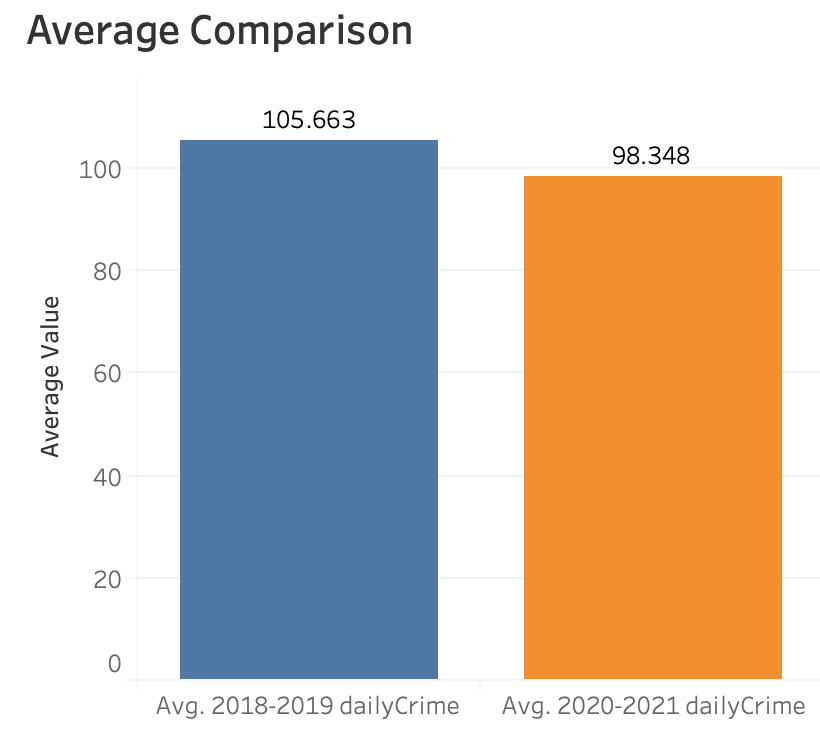 Average Comparison
105.663
98.348
100
80
60
40
20
0
Average Value
Avg. 2018-2019 dailyCrime
Avg. 2020-2021 dailyCrime